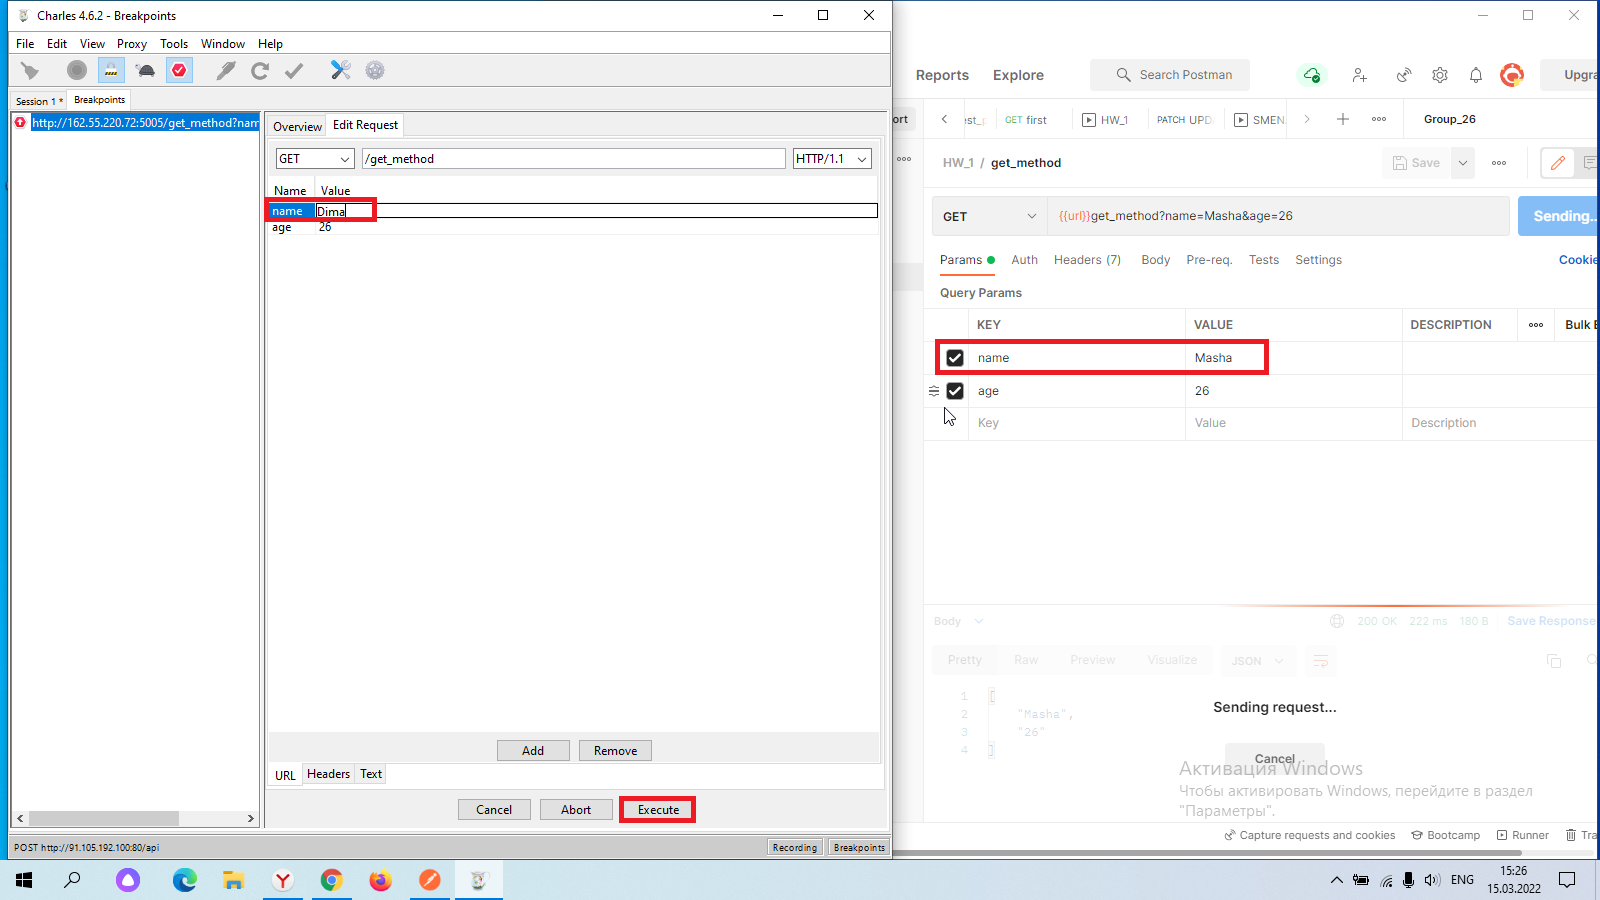 Charles 4.6.2 - Breakpoints
File Edit View Proxy Tools Window Help
Session 1 * Breakpoints
http://162.55.220.72:5005/get_method?nam
Overview Edit Request
GET /get_method HTTP/1.1
Name Value
name Dima
age 26
Add Remove
URL Headers Text
Cancel Abort Execute
POST http://91.105.192.100:80/api Recording Breakpoints
Reports Explore Search Postman Upgra
ort est_p GET first HW_1 PATCH UPD SMEN Group_26
HW_1 / get_method Save
GET {{url}}get_method?name=Masha&age=26 Sending..
Params Auth Headers (7) Body Pre-req. Tests Settings Cookie
Query Params
KEY VALUE DESCRIPTION Bulk E
name Masha
age 26
Key Value Description
Body 200 OK 222 ms 180 B Save Response
Pretty Raw Preview Visualize JSON
1 [
2 "Masha",
3 "26"
4 ]
Sending request...
Cancel
Активация Windows
Чтобы активировать Windows, перейдите в раздел
"Параметры".
Capture requests and cookies Bootcamp Runner Tra
ENG 15:26
15.03.2022